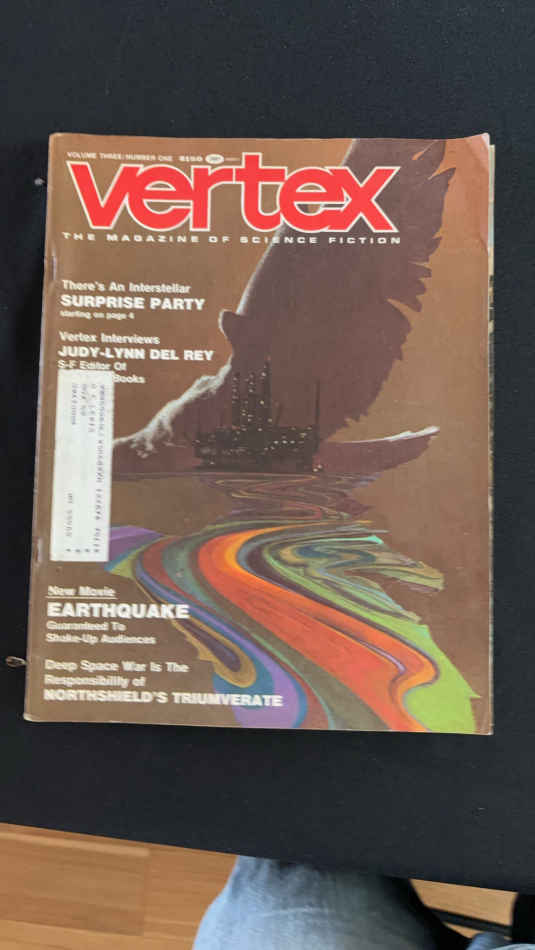 VOLUME THREE/NUMBER ONE $1.50
vertex
THE MAGAZINE OF SCIENCE FICTION
There's An Interstellar
SURPRISE PARTY
starting on page 4
Vertex Interviews
JUDY-LYNN DEL REY
S-F Editor Of
Books
New Movie
EARTHQUAKE
Guaranteed To
Shake-Up Audiences
Deep Space War Is The
Responsibility of
NORTHSHIELD'S TRIUMVERATE